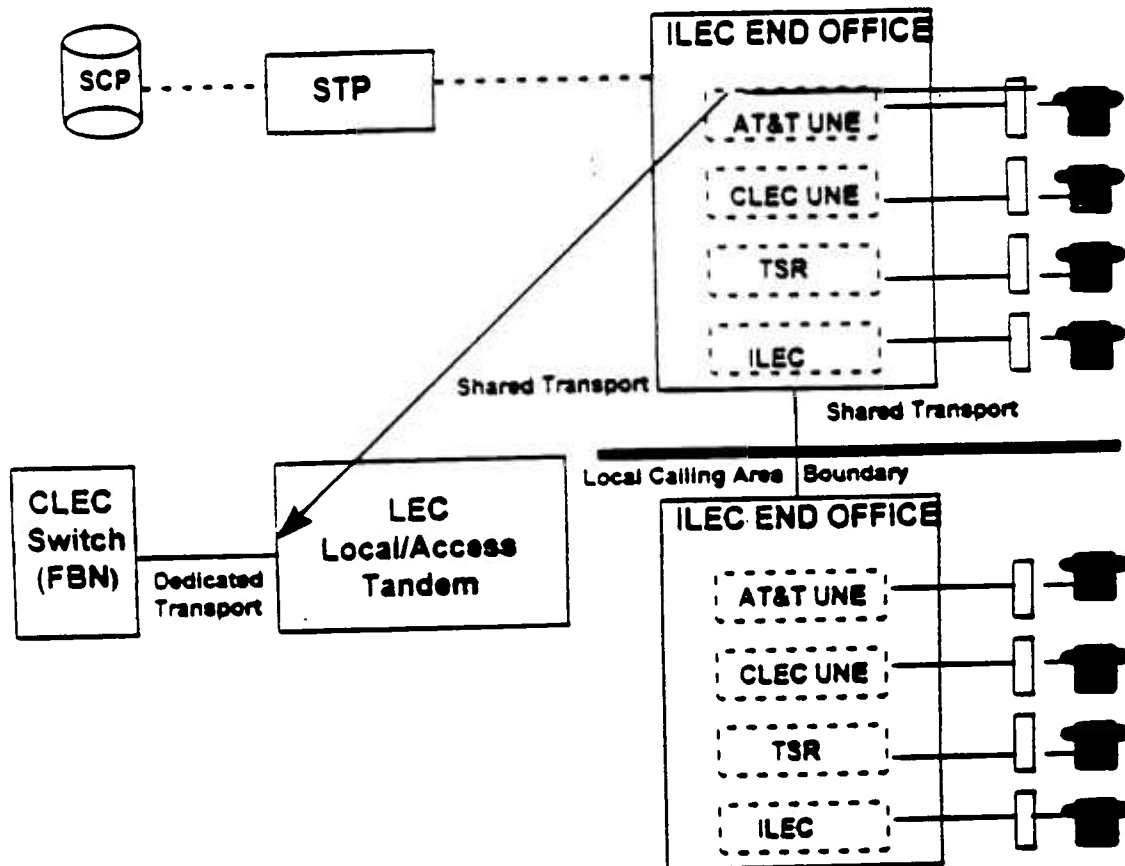 ILEC END OFFICE
SCP
STP
AT&T UNE
CLEC UNE
TSR
ILEC
Shared Transport
Shared Transport
Local Calling Area Boundary
CLEC
Switch
(FBN)
Dedicated
Transport
LEC
Local/Access
Tandem
ILEC END OFFICE
AT&T UNE
CLEC UNE
TSR
ILEC